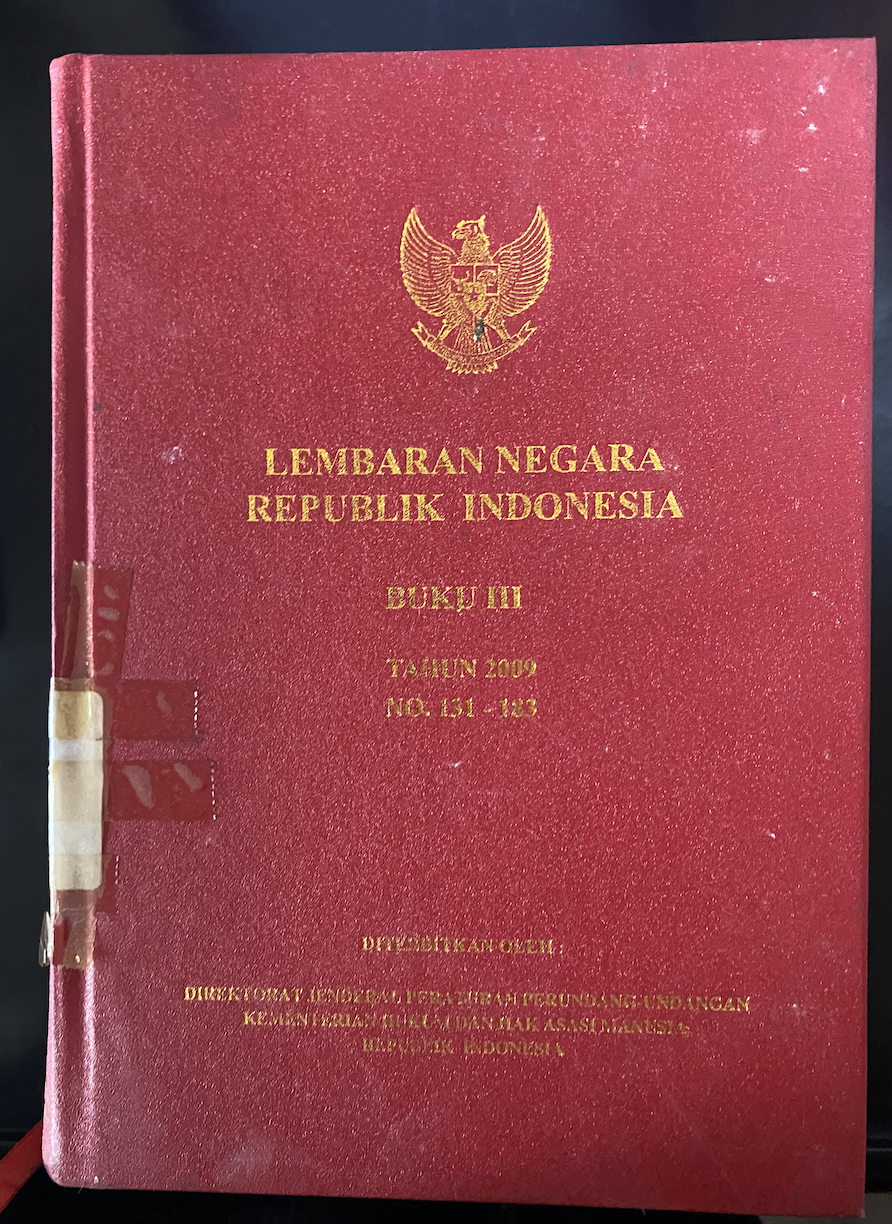 LEMBARAN NEGARA
REPUBLIK INDONESIA
BUKU III
TAHUN 2009
NO. 131 - 183
DITERBITKAN OLEH :
DIREKTORAT JENDERAL PERATURAN PERUNDANG-UNDANGAN
KEMENTERIAN HUKUM DAN HAK ASASI MANUSIA
REPUBLIK INDONESIA